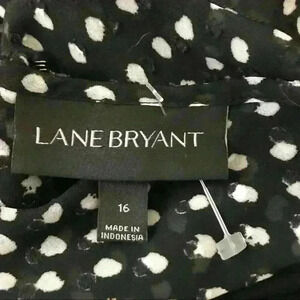 LANE BRYANT
16
MADE IN
INDONESIA